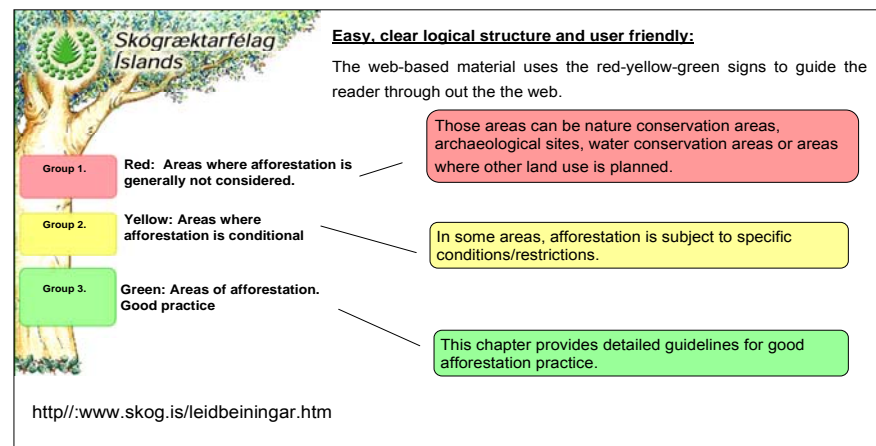 Skógræktarfélag
Íslands
Easy, clear logical structure and user friendly:
The web-based material uses the red-yellow-green signs to guide the
reader through out the the web.
Group 1.
Red: Areas where afforestation is
generally not considered.
Those areas can be nature conservation areas,
archaeological sites, water conservation areas or areas
where other land use is planned.
Group 2.
Yellow: Areas where
afforestation is conditional
In some areas, afforestation is subject to specific
conditions/restrictions.
Group 3.
Green: Areas of afforestation.
Good practice
This chapter provides detailed guidelines for good
afforestation practice.
http//:www.skog.is/leidbeiningar.htm